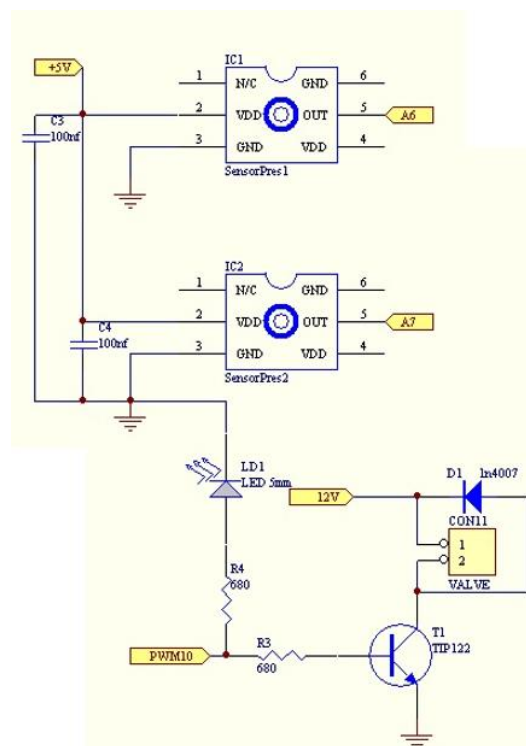 +5V
C3
100nf
IC1
1 N/C GND 6
2 VDD OUT 5 A6
3 GND VDD 4
SensorPres1
IC2
1 N/C GND 6
2 VDD OUT 5 A7
3 GND VDD 4
SensorPres2
C4
100nf
LD1
LED 5mm
12V
D1 1n4007
CON11
1
2
VALVE
R4
680
PWM10
R3
680
T1
TIP122